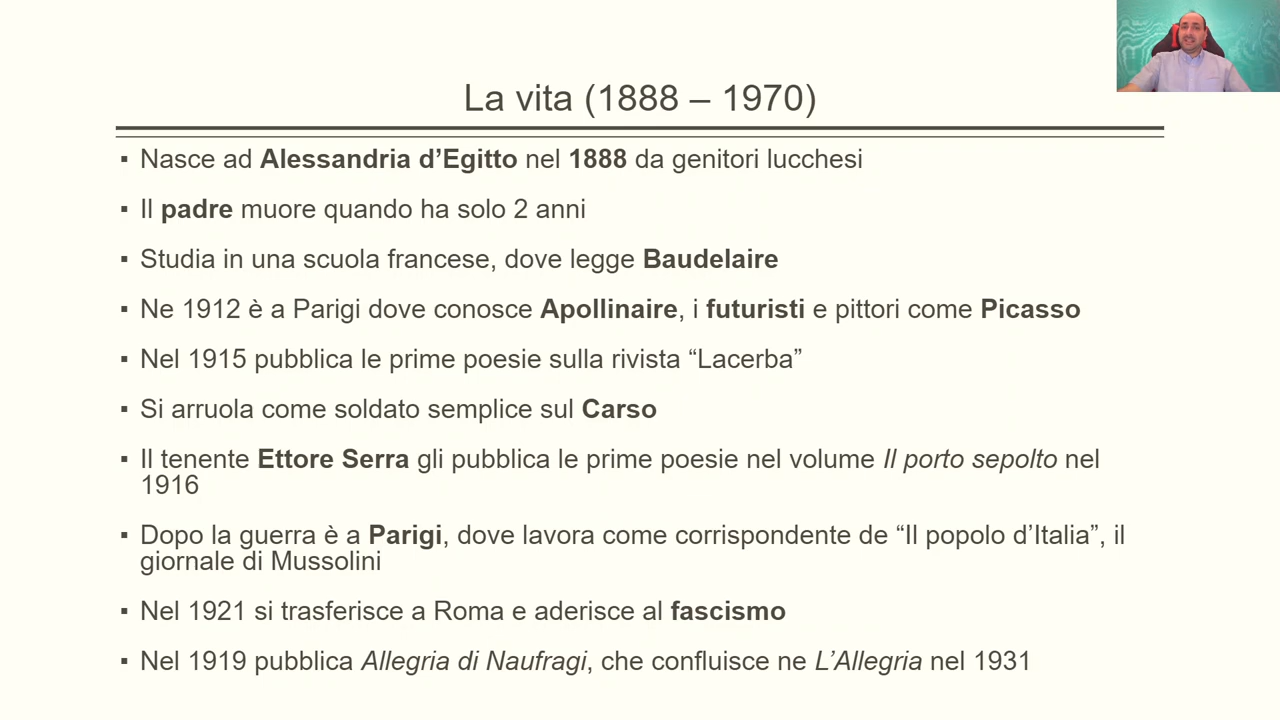 La vita (1888 – 1970)
▪ Nasce ad Alessandria d’Egitto nel 1888 da genitori lucchesi
▪ Il padre muore quando ha solo 2 anni
▪ Studia in una scuola francese, dove legge Baudelaire
▪ Ne 1912 è a Parigi dove conosce Apollinaire, i futuristi e pittori come Picasso
▪ Nel 1915 pubblica le prime poesie sulla rivista “Lacerba”
▪ Si arruola come soldato semplice sul Carso
▪ Il tenente Ettore Serra gli pubblica le prime poesie nel volume Il porto sepolto nel
1916
▪ Dopo la guerra è a Parigi, dove lavora come corrispondente de “Il popolo d’Italia”, il
giornale di Mussolini
▪ Nel 1921 si trasferisce a Roma e aderisce al fascismo
▪ Nel 1919 pubblica Allegria di Naufragi, che confluisce ne L’Allegria nel 1931